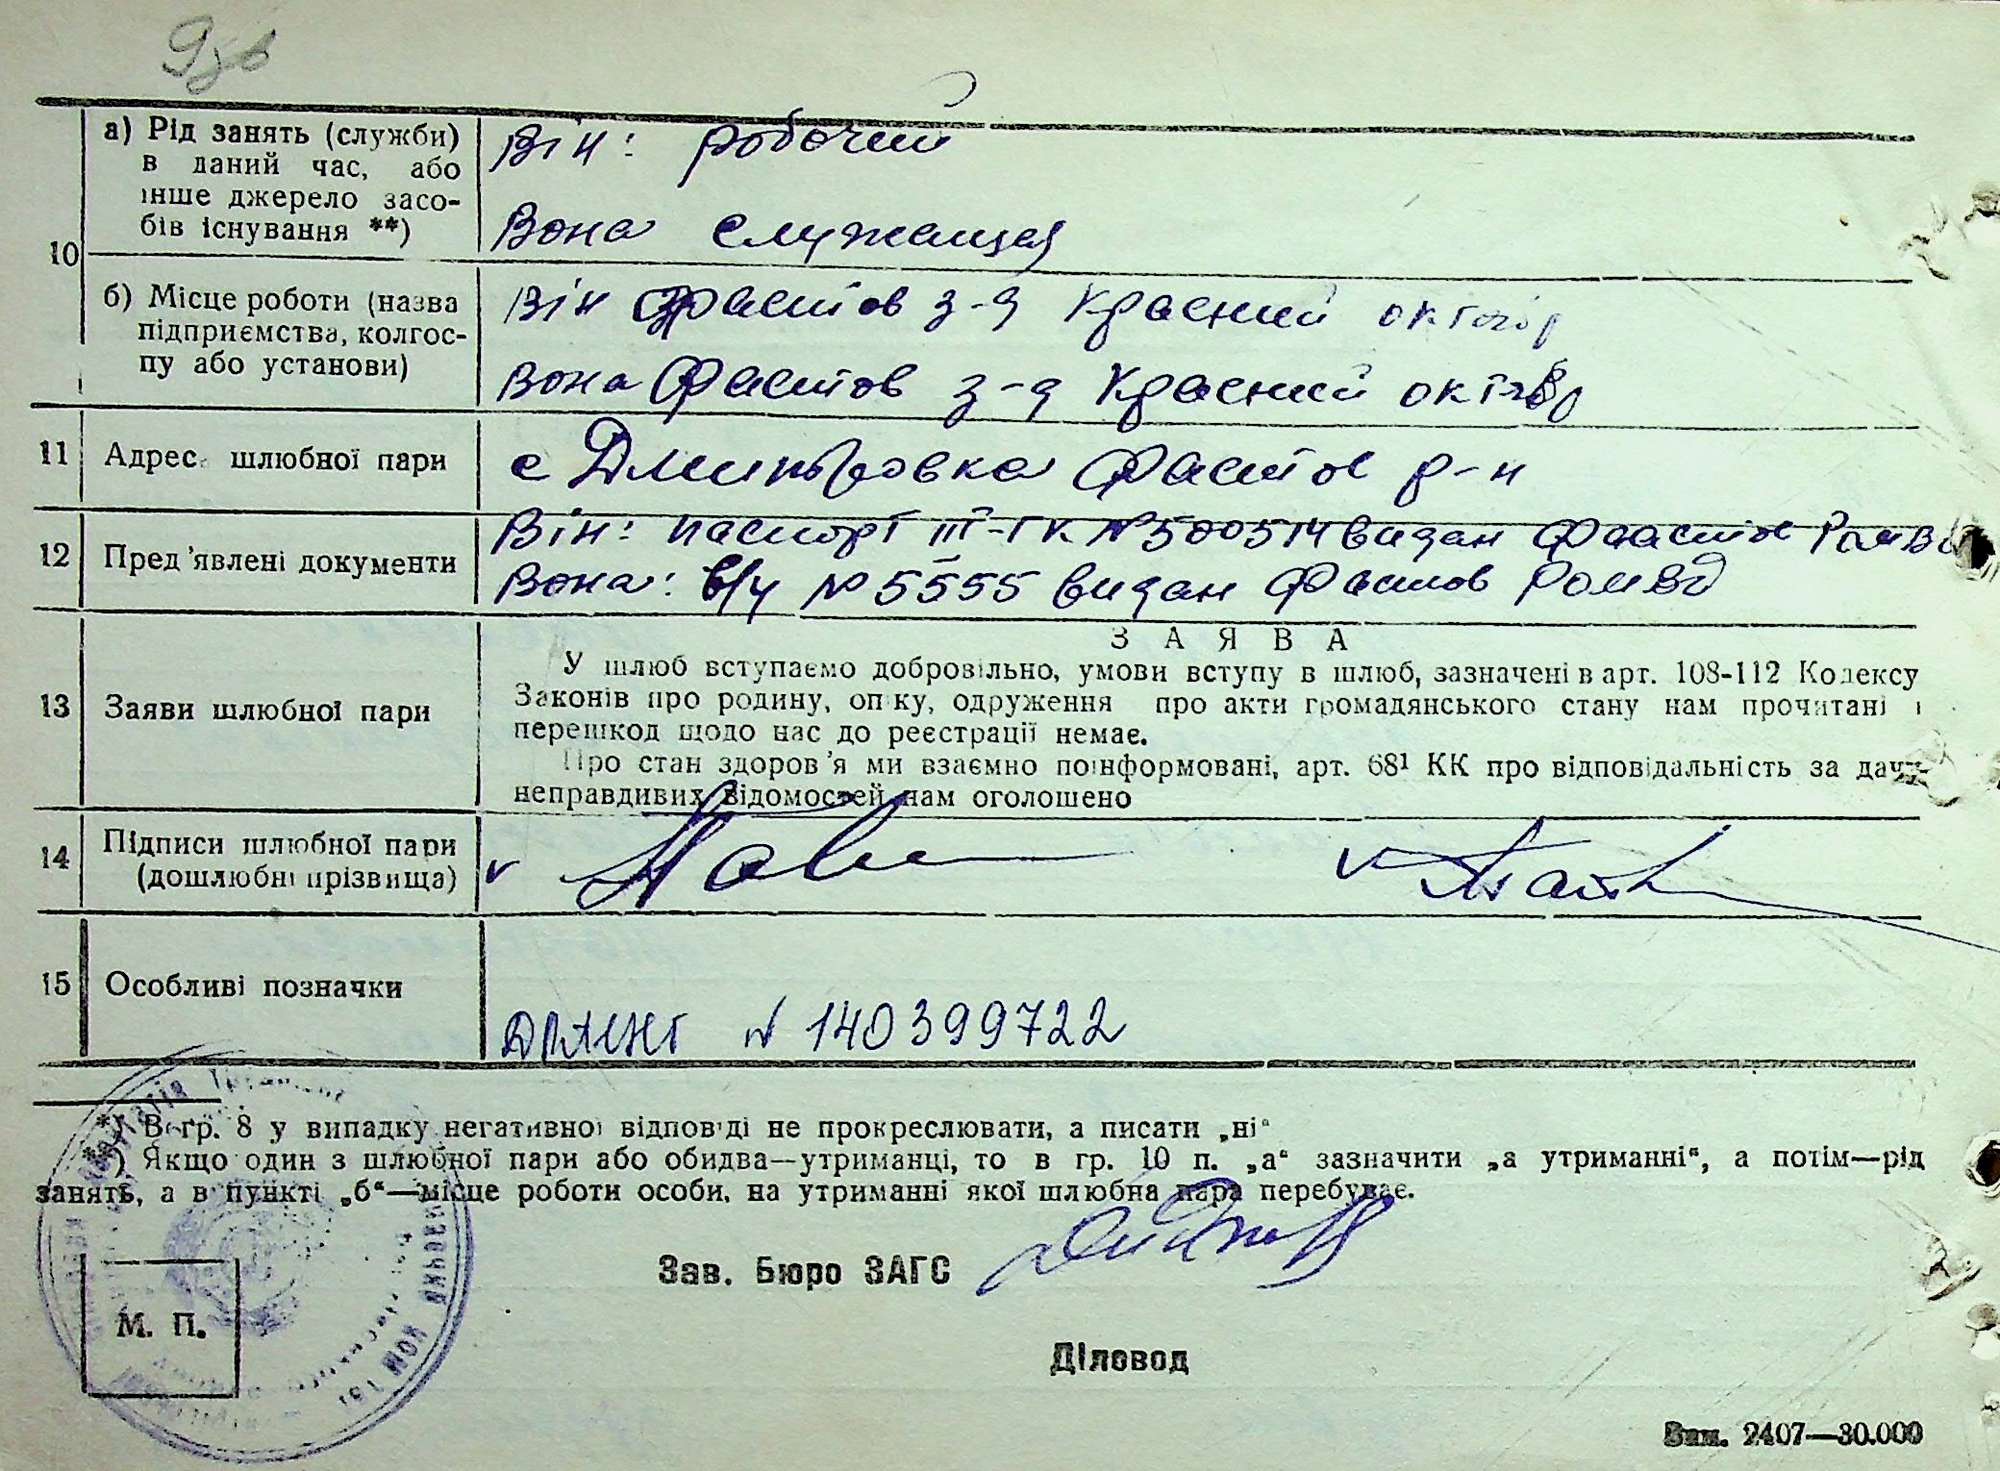 10
а) Рід занять (служби)
в даний час, або
інше джерело засо-
бів існування **)
Він: робочий
Вона служащая
б) Місце роботи (назва
підприємства, колгос-
пу або установи)
Він Фастов з-д Красний октябр
Вона Фастов з-д Красний октябр
11 Адрес шлюбної пари
с Дмитровка Фастов р-н
12 Пред'явлені документи
Він: паспорт III-ГК № 500514 видан Фаастов РОМВд
Вона: в/ч № 5555 видан Фастов РОМВд
13 Заяви шлюбної пари
ЗАЯВА
У шлюб вступаємо добровільно, умови вступу в шлюб, зазначені в арт. 108-112 Кодексу
Законів про родину, опіку, одруження про акти громадянського стану нам прочитані і
перешкод щодо нас до реєстрації немає.
Про стан здоров'я ми взаємно поінформовані, арт. 68¹ КК про відповідальність за дачу
неправдивих відомостей нам оголошено
14 Підписи шлюбної пари
(дошлюбні прізвища)
15 Особливі позначки
№ 140399722
*) В гр. 8 у випадку негативної відповіді не прокреслювати, а писати „ні“
**) Якщо один з шлюбної пари або обидва—утриманці, то в гр. 10 п. „а“ зазначити „а утриманні“, а потім—рід
занять, а в пункті „б“—місце роботи особи, на утриманні якої шлюбна пара перебуває.
Зав. Бюро ЗАГС
М. П.
Діловод
Зам. 2407—30.000